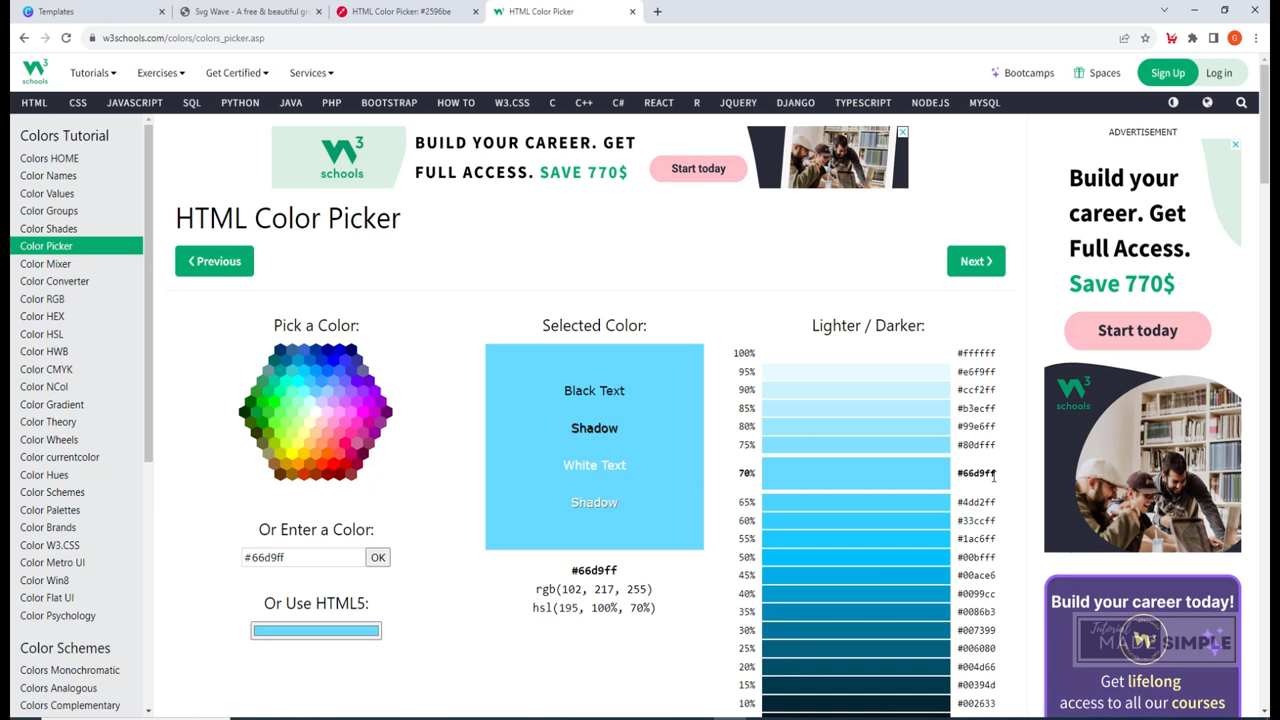 Templates
Svg Wave - A free & beautiful g
HTML Color Picker: #2596be
HTML Color Picker
w3schools.com/colors/colors_picker.asp
G
W3 schools
Tutorials
Exercises
Get Certified
Services
Bootcamps
Spaces
Sign Up
Log in
HTML CSS JAVASCRIPT SQL PYTHON JAVA PHP BOOTSTRAP HOW TO W3.CSS C C++ C# REACT R JQUERY DJANGO TYPESCRIPT NODEJS MYSQL
Colors Tutorial
Colors HOME
Color Names
Color Values
Color Groups
Color Shades
Color Picker
Color Mixer
Color Converter
Color RGB
Color HEX
Color HSL
Color HWB
Color CMYK
Color NCol
Color Gradient
Color Theory
Color Wheels
Color currentcolor
Color Hues
Color Schemes
Color Palettes
Color Brands
Color W3.CSS
Color Metro UI
Color Win8
Color Flat UI
Color Psychology
Color Schemes
Colors Monochromatic
Colors Analogous
Colors Complementary
W3 schools
BUILD YOUR CAREER. GET
FULL ACCESS. SAVE 770$
Start today
HTML Color Picker
❮ Previous
Next ❯
Pick a Color:
Or Enter a Color:
#66d9ff OK
Or Use HTML5:
Selected Color:
Black Text
Shadow
White Text
Shadow
#66d9ff
rgb(102, 217, 255)
hsl(195, 100%, 70%)
Lighter / Darker:
100% #ffffff
95% #e6f9ff
90% #ccf2ff
85% #b3ecff
80% #99e6ff
75% #80dfff
70% #66d9ff
65% #4dd2ff
60% #33ccff
55% #1ac6ff
50% #00bfff
45% #00ace6
40% #0099cc
35% #0086b3
30% #007399
25% #006080
20% #004d66
15% #00394d
10% #002633
ADVERTISEMENT
Build your
career. Get
Full Access.
Save 770$
Start today
W3 schools
Build your career today!
Tutorial
MADE SIMPLE
W3
Get lifelong
access to all our courses